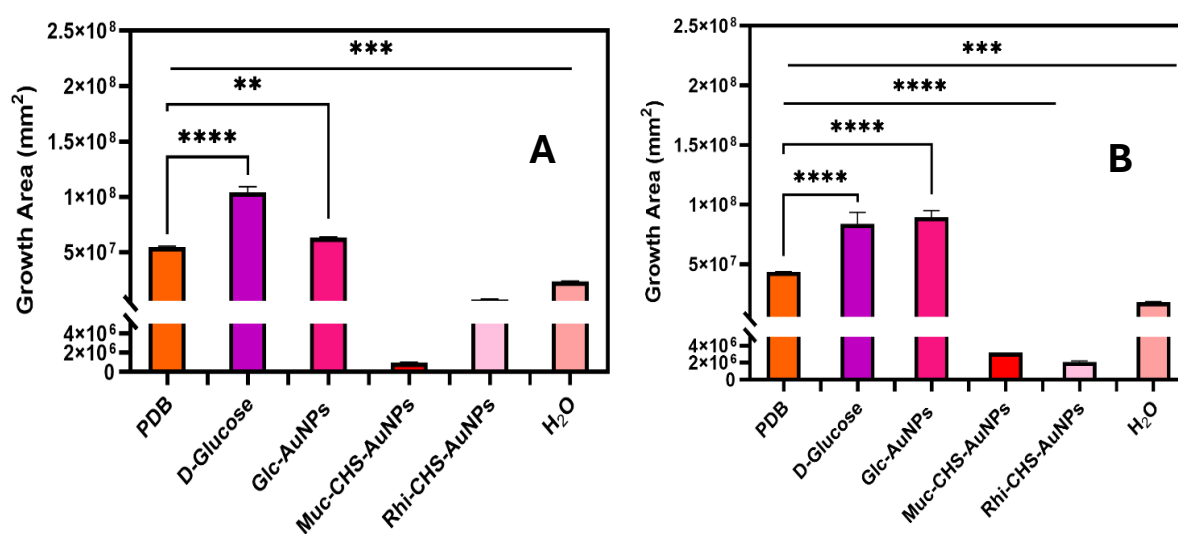 2.5×10⁸
2×10⁸
1.5×10⁸
1×10⁸
5×10⁷
4×10⁶
2×10⁶
0
Growth Area (mm²)
***
**
****
A
PDB
D-Glucose
Glc-AuNPs
Muc-CHS-AuNPs
Rhi-CHS-AuNPs
H₂O
2.5×10⁸
2×10⁸
1.5×10⁸
1×10⁸
5×10⁷
4×10⁶
2×10⁶
0
Growth Area (mm²)
***
****
****
****
B
PDB
D-Glucose
Glc-AuNPs
Muc-CHS-AuNPs
Rhi-CHS-AuNPs
H₂O